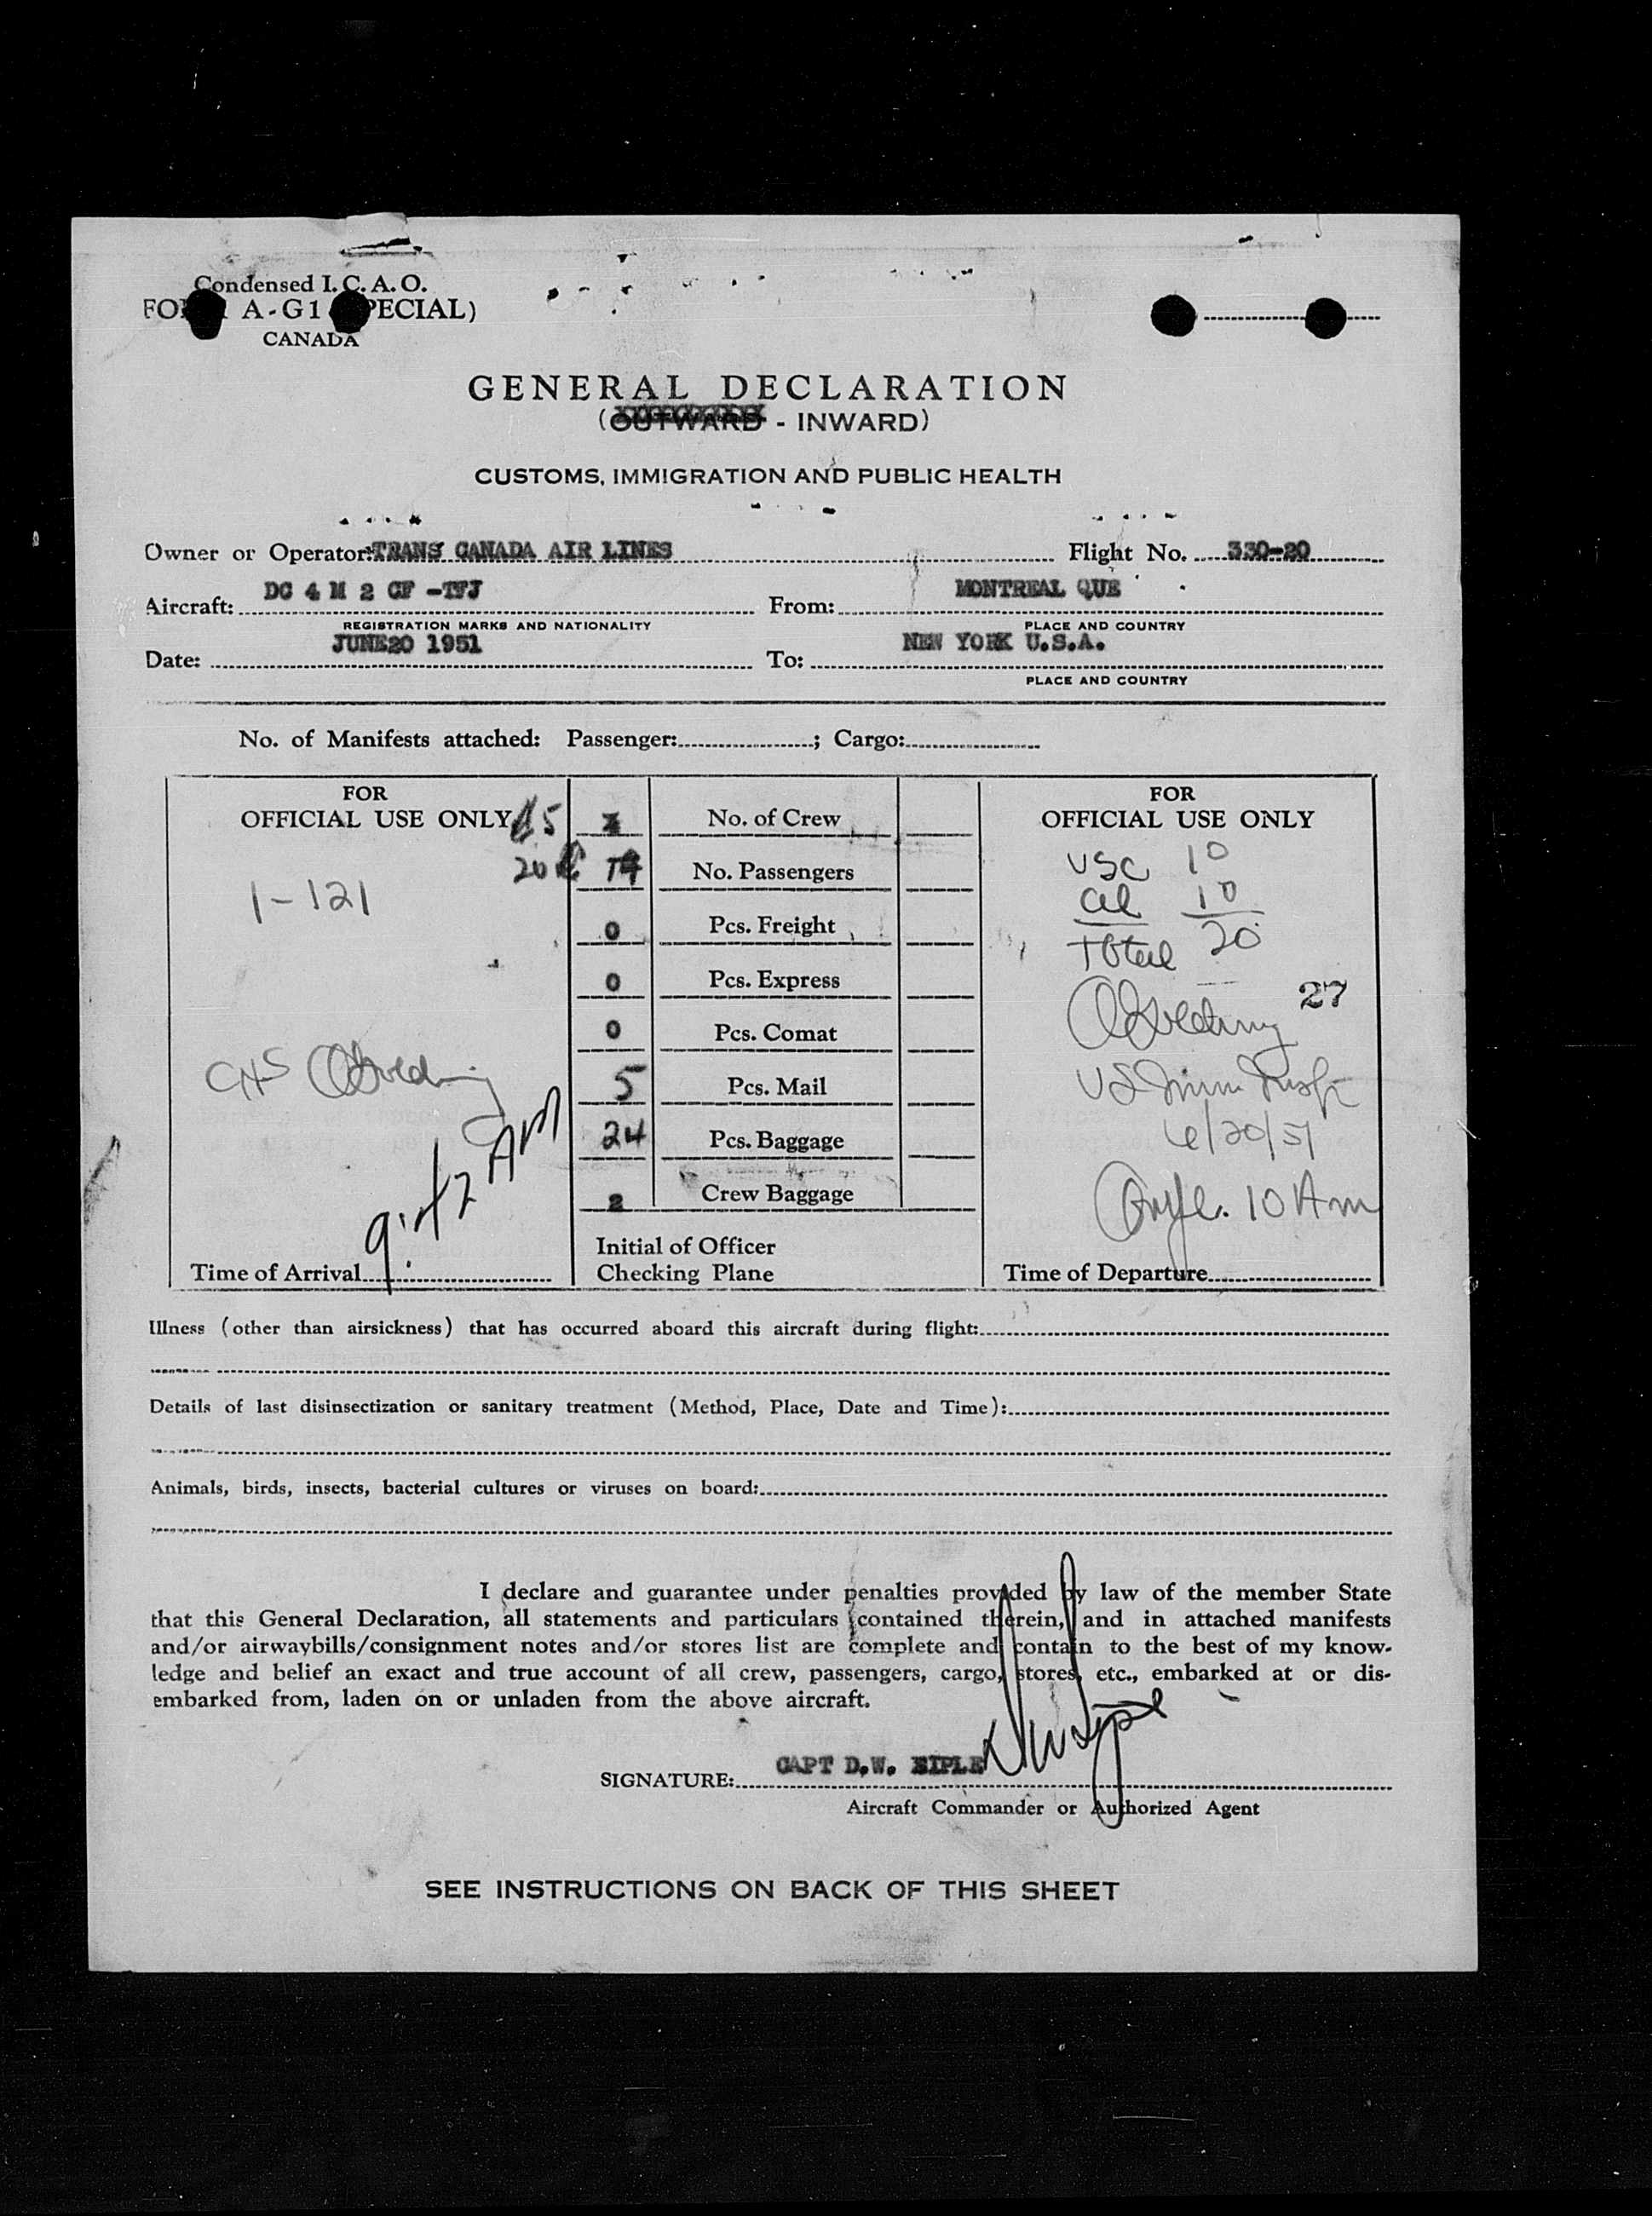 Condensed I. C. A. O.
A-G1
CANADA
GENERAL DECLARATION
(OUTWARD - INWARD)
CUSTOMS, IMMIGRATION AND PUBLIC HEALTH
Owner or Operator: TRANS CANADA AIR LINES Flight No. 330-20
Aircraft: DC 4 M 2 CF -TFJ From: MONTREAL QUE
REGISTRATION MARKS AND NATIONALITY PLACE AND COUNTRY
Date: JUNE20 1951 To: NEW YORK U.S.A.
PLACE AND COUNTRY
No. of Manifests attached: Passenger: ; Cargo:
FOR
OFFICIAL USE ONLY
5
20
1-121
CHS
9:42 AM
Time of Arrival
No. of Crew
19 No. Passengers
0 Pcs. Freight
0 Pcs. Express
0 Pcs. Comat
5 Pcs. Mail
24 Pcs. Baggage
2 Crew Baggage
Initial of Officer
Checking Plane
FOR
OFFICIAL USE ONLY
USC 10
al 10
Total 20
27
US Imm Insp
6/20/51
10 Am
Time of Departure
Illness (other than airsickness) that has occurred aboard this aircraft during flight:
Details of last disinsectization or sanitary treatment (Method, Place, Date and Time):
Animals, birds, insects, bacterial cultures or viruses on board:
I declare and guarantee under penalties provided by law of the member State
that this General Declaration, all statements and particulars contained therein, and in attached manifests
and/or airwaybills/consignment notes and/or stores list are complete and contain to the best of my know-
ledge and belief an exact and true account of all crew, passengers, cargo, stores, etc., embarked at or dis-
embarked from, laden on or unladen from the above aircraft.
SIGNATURE: CAPT D.W.
Aircraft Commander or Authorized Agent
SEE INSTRUCTIONS ON BACK OF THIS SHEET